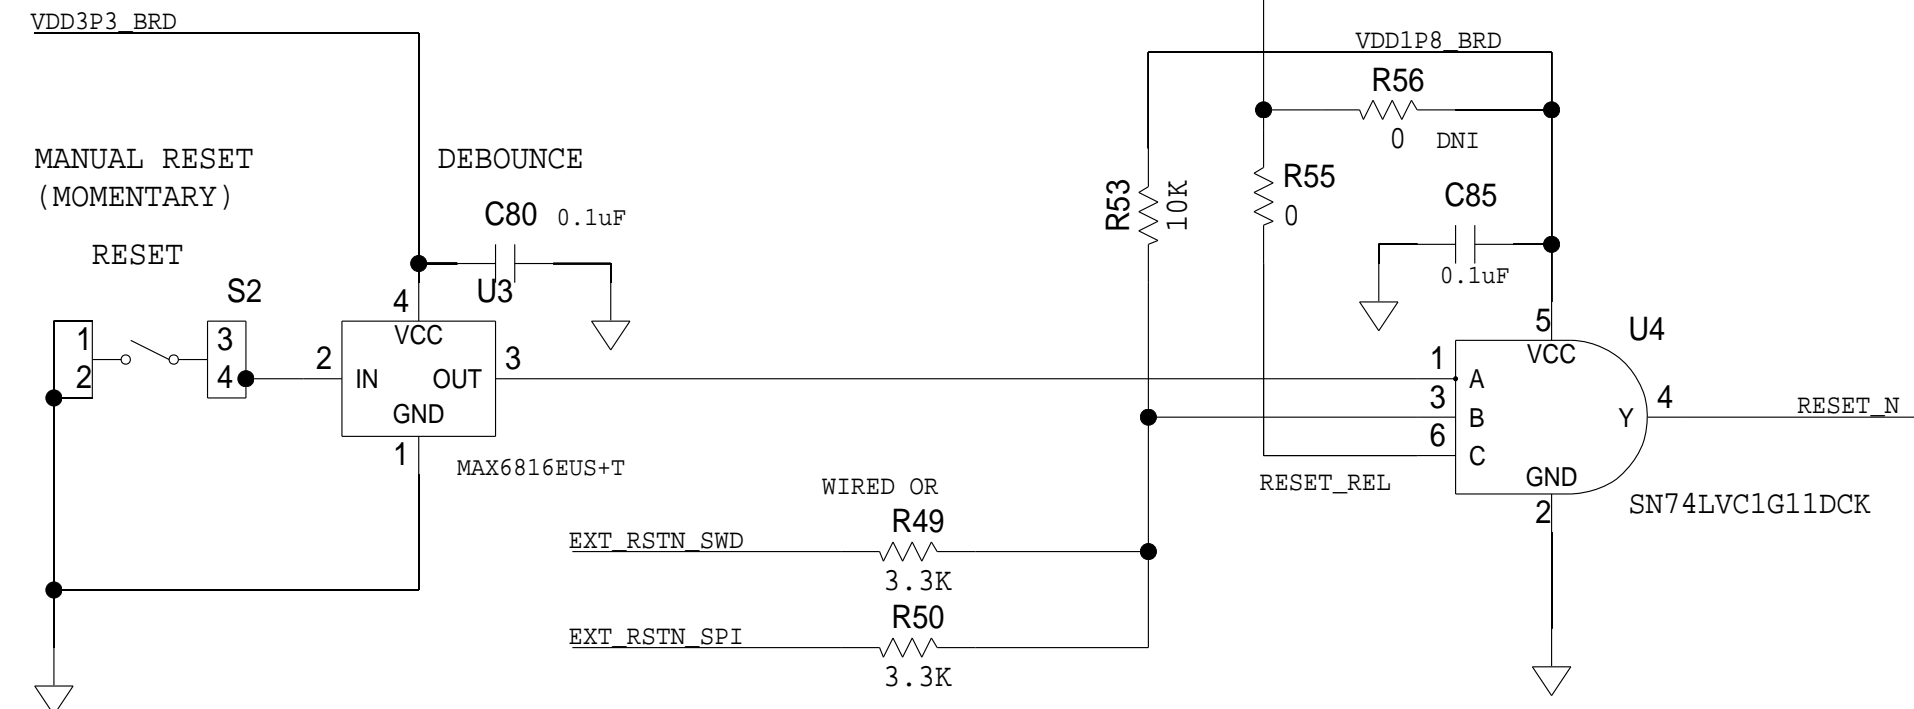 VDD3P3_BRD
VDD1P8_BRD
R56
0 DNI
MANUAL RESET
(MOMENTARY)
DEBOUNCE
R53
10K
R55
0
C85
0.1uF
C80 0.1uF
RESET
S2
U3
4
VCC
1
2
3
4
2
IN
OUT
3
GND
1
MAX6816EUS+T
5
VCC
U4
1
A
3
B
6
C
Y
4
RESET_N
GND
2
RESET_REL
SN74LVC1G11DCK
WIRED OR
R49
EXT_RSTN_SWD
3.3K
R50
EXT_RSTN_SPI
3.3K